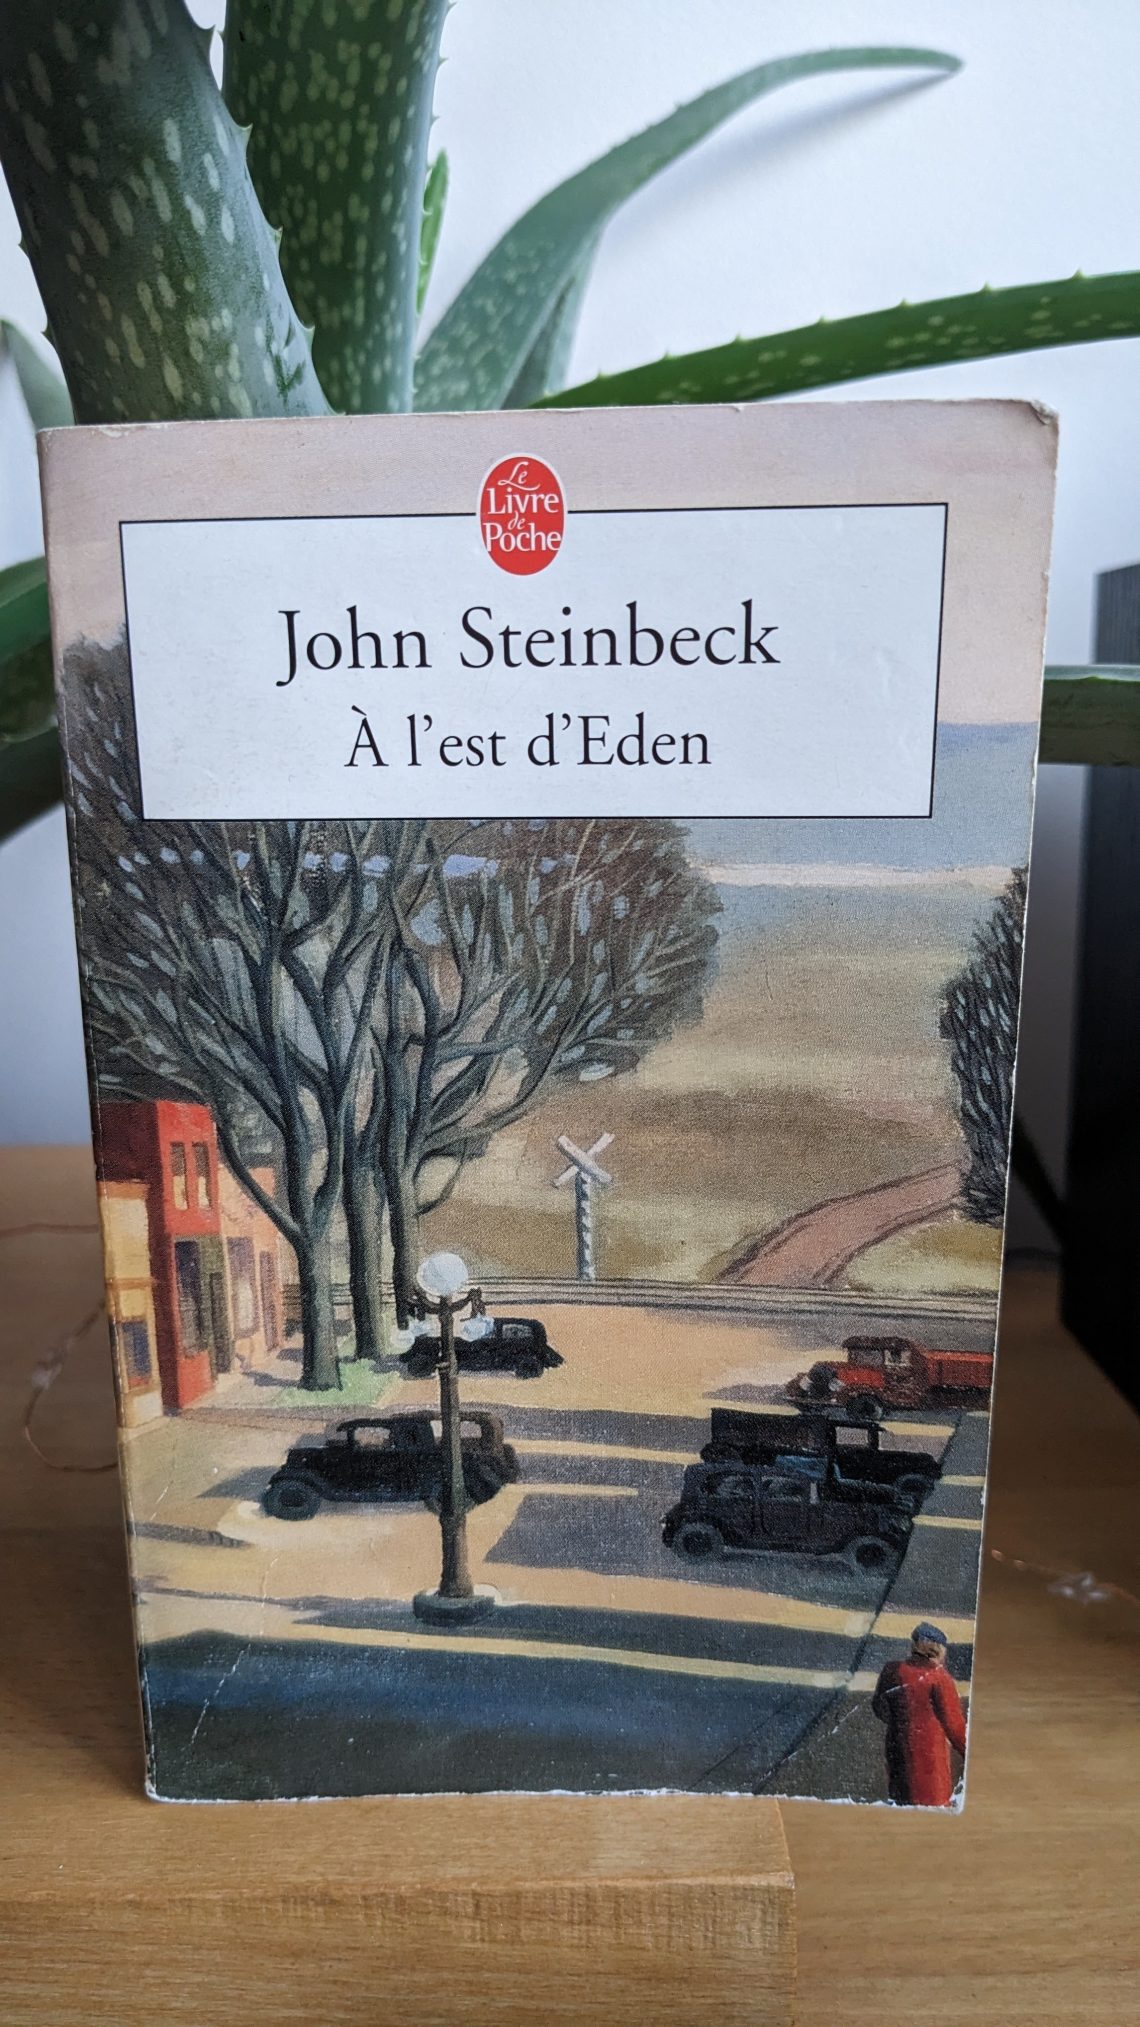 Le
Livre
de
Poche
John Steinbeck
À l'est d'Eden